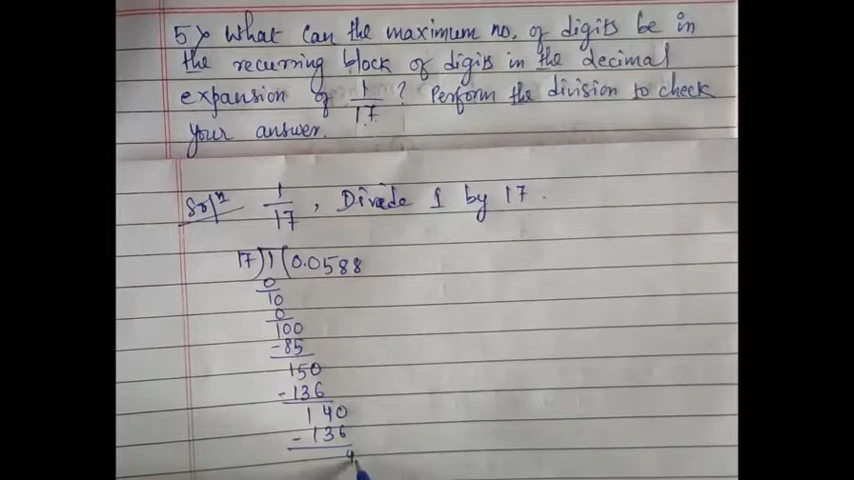 5) What can the maximum no. of digits be in
the recurring block of digits in the decimal
expansion of 1/17? Perform the division to check
your answer.
Solⁿ 1/17, Divide 1 by 17.
17)1(0.0588
0
10
0
100
-85
150
-136
140
-136
4